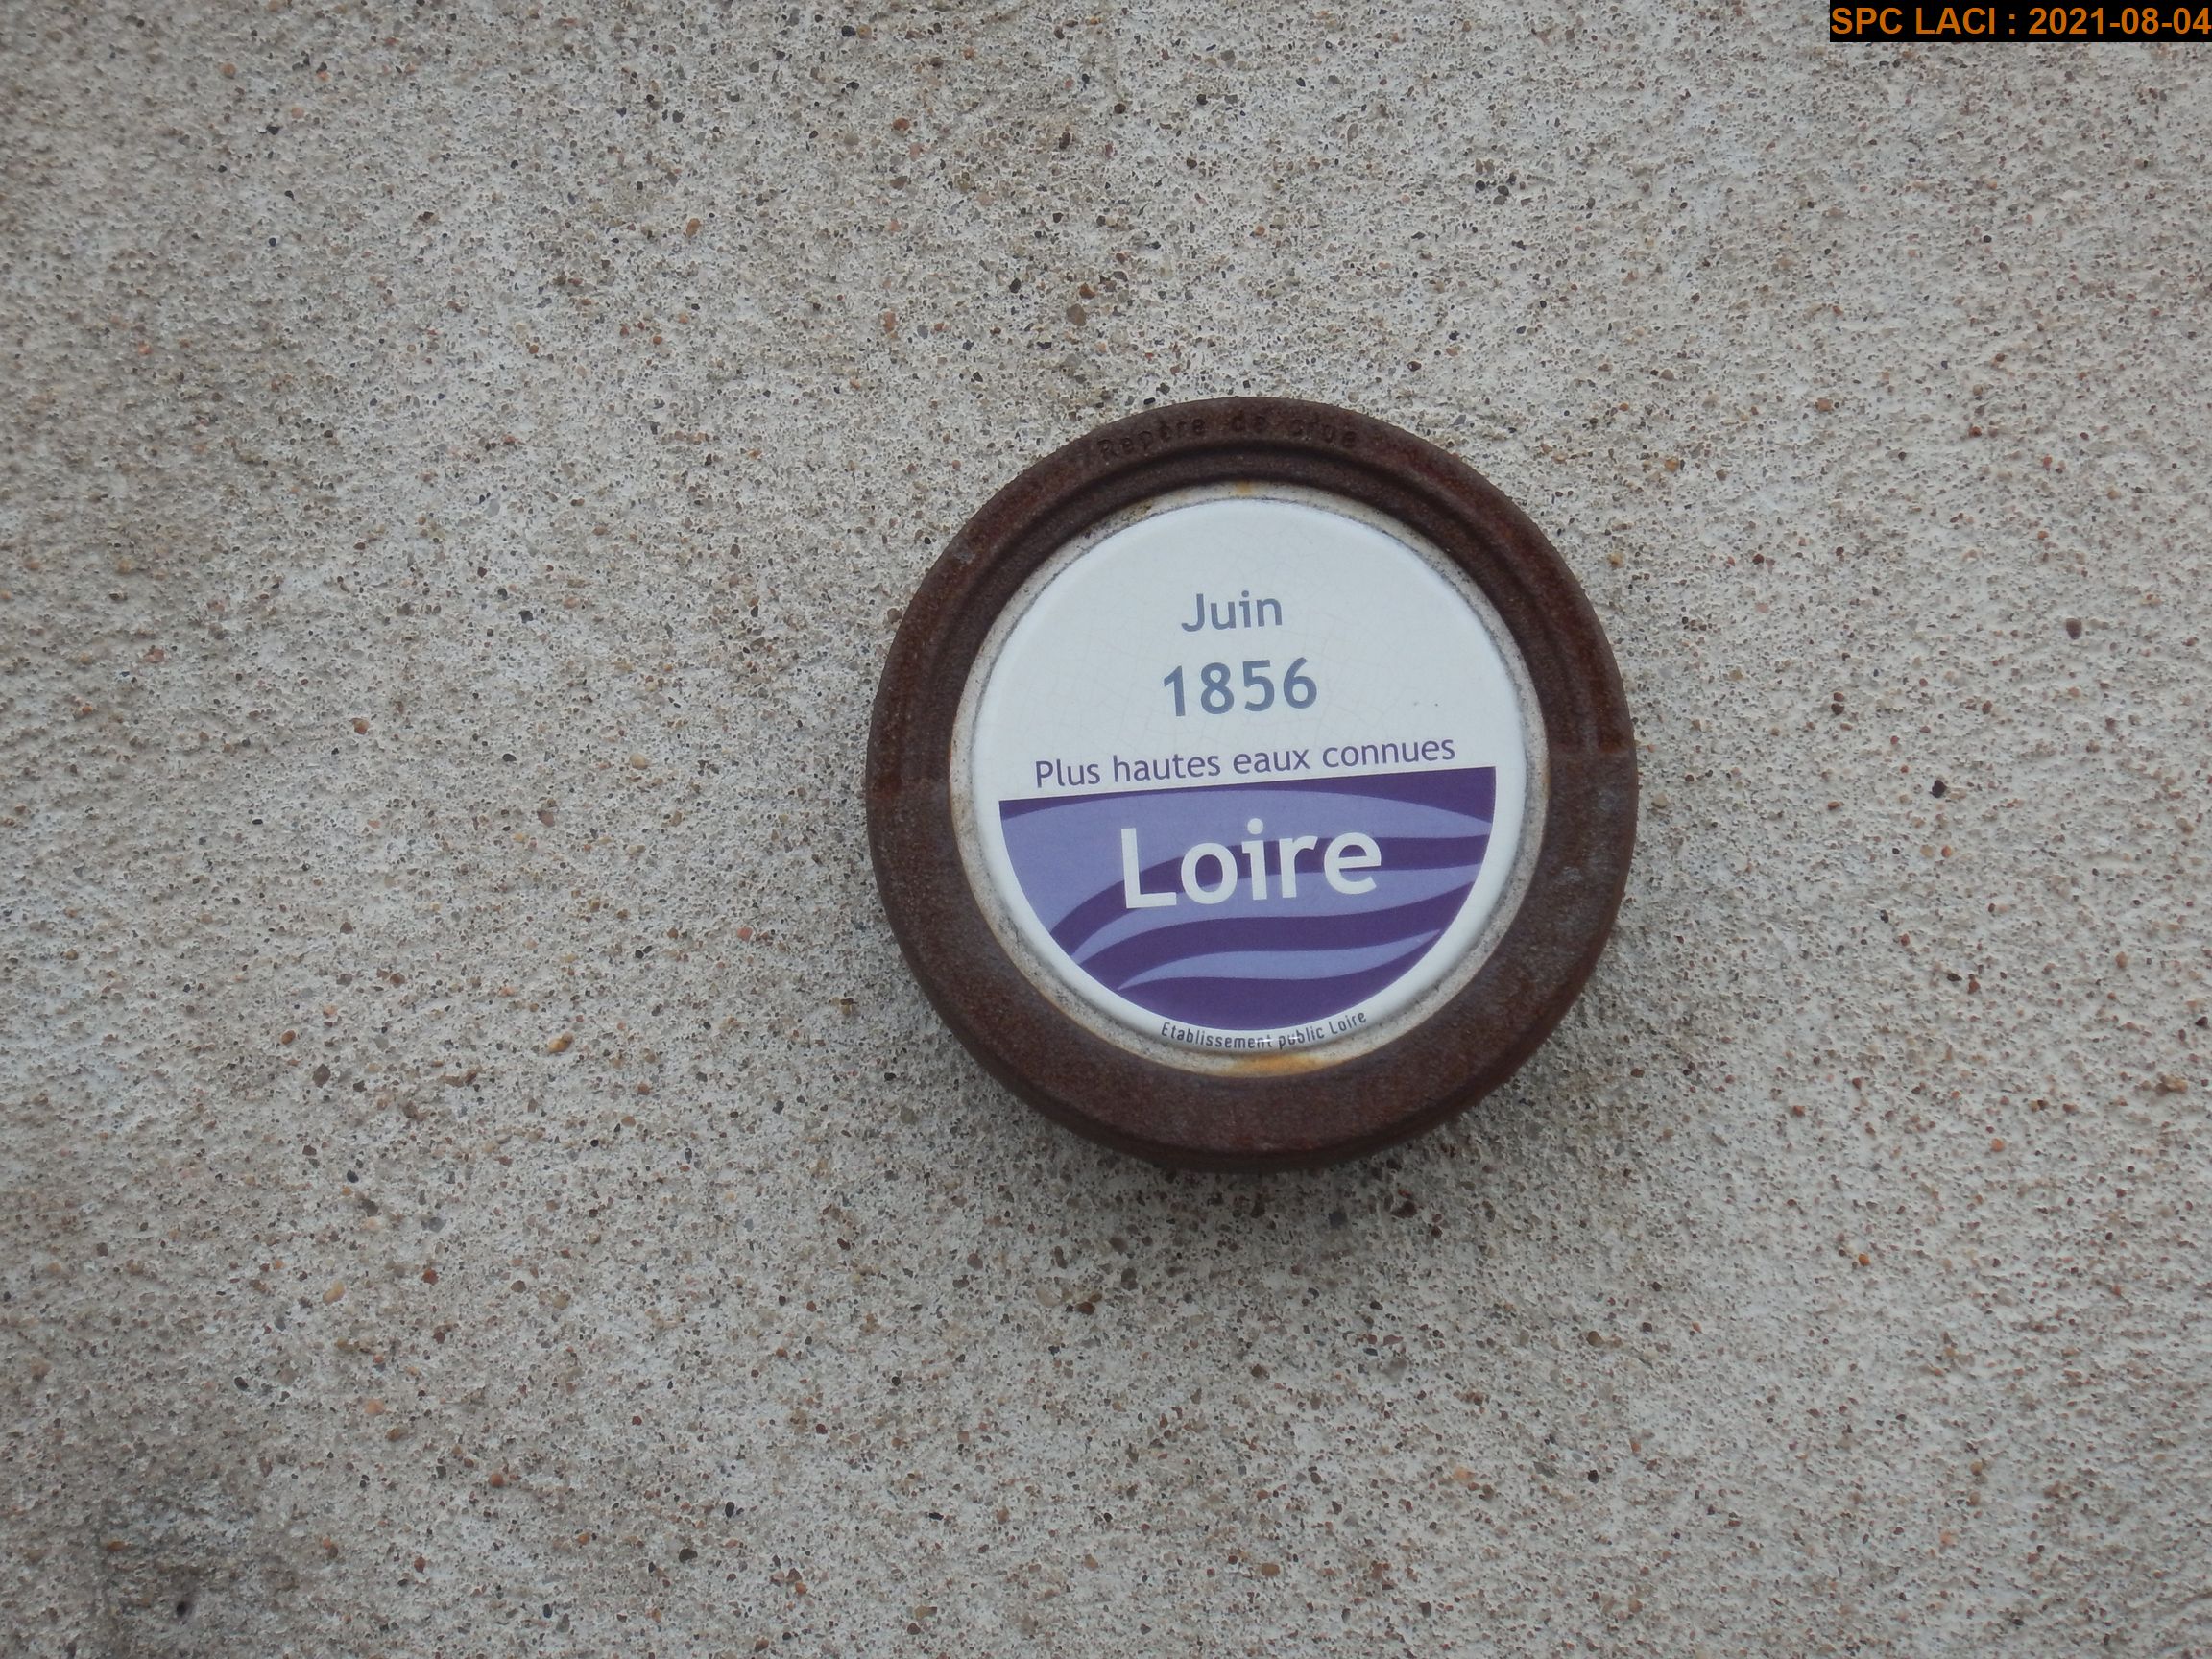 SPC LACI : 2021-08-04
Repère de crue
Juin
1856
Plus hautes eaux connues
Loire
Etablissement public Loire